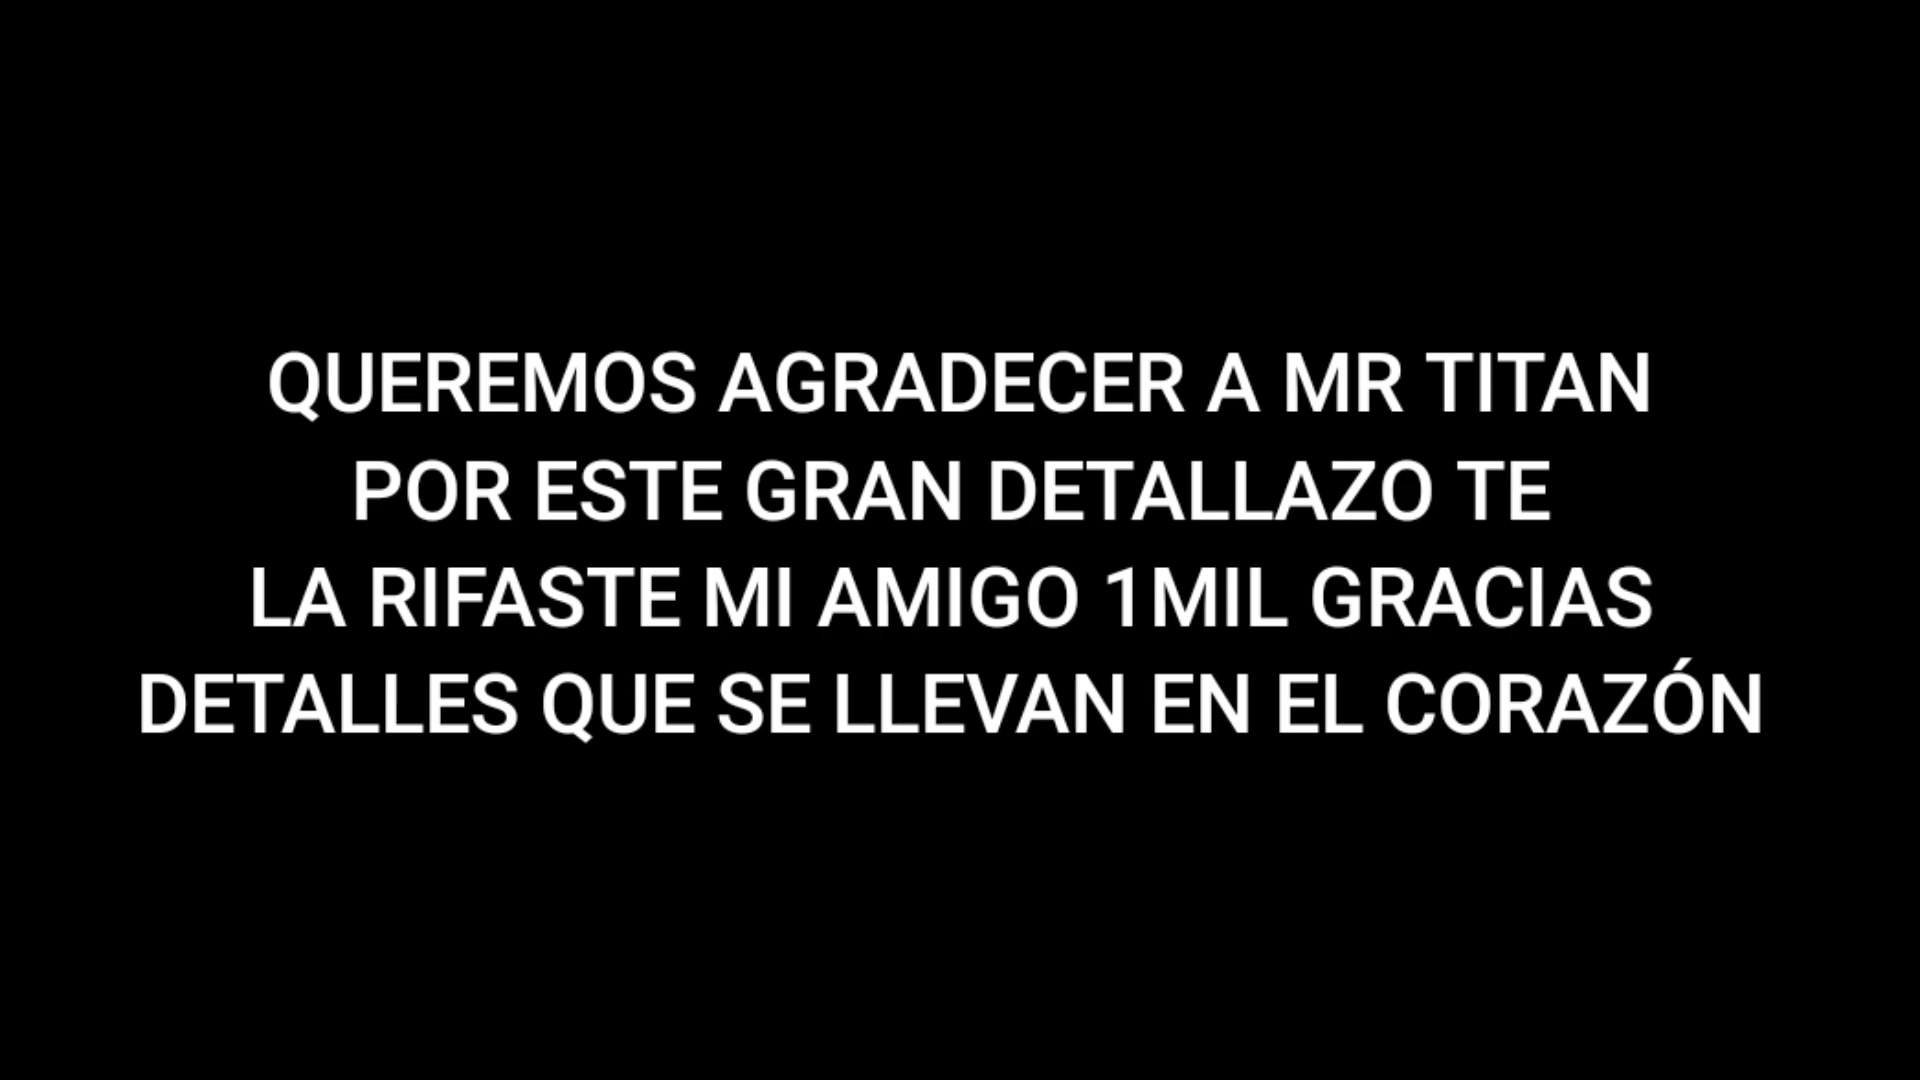 QUEREMOS AGRADECER A MR TITAN
POR ESTE GRAN DETALLAZO TE
LA RIFASTE MI AMIGO 1MIL GRACIAS
DETALLES QUE SE LLEVAN EN EL CORAZÓN